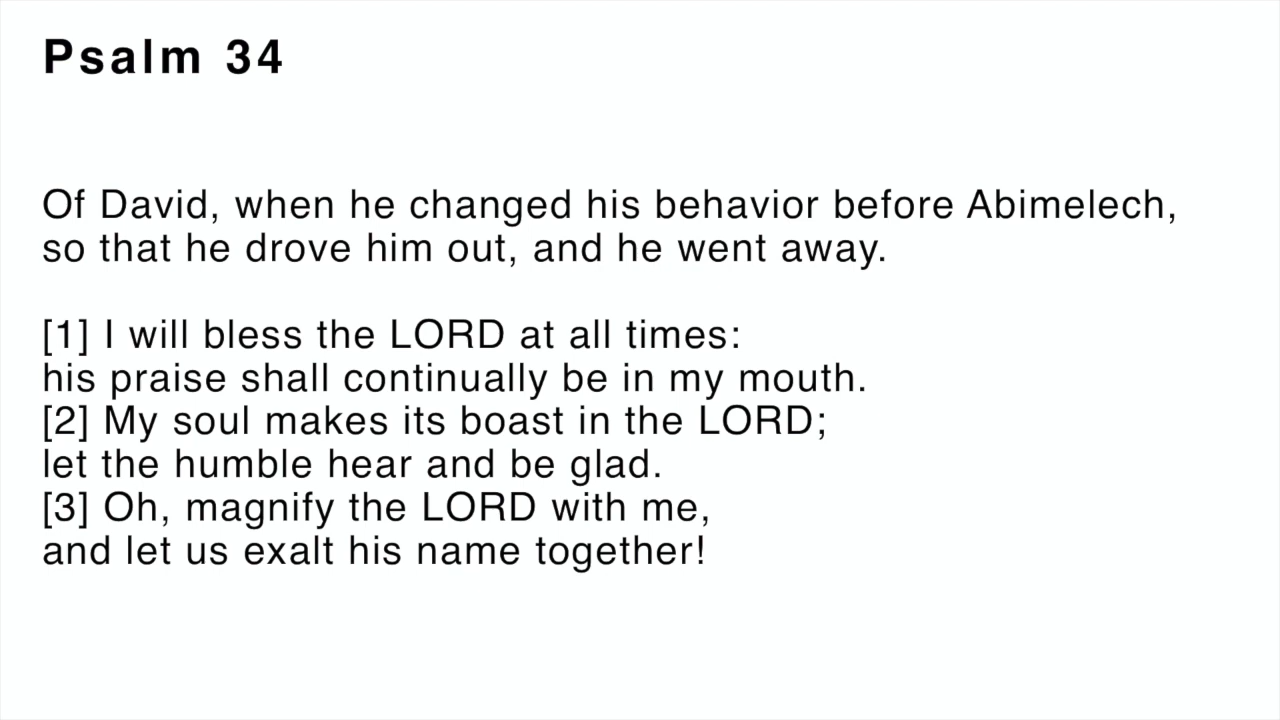 Psalm 34
Of David, when he changed his behavior before Abimelech,
so that he drove him out, and he went away.
[1] I will bless the LORD at all times:
his praise shall continually be in my mouth.
[2] My soul makes its boast in the LORD;
let the humble hear and be glad.
[3] Oh, magnify the LORD with me,
and let us exalt his name together!